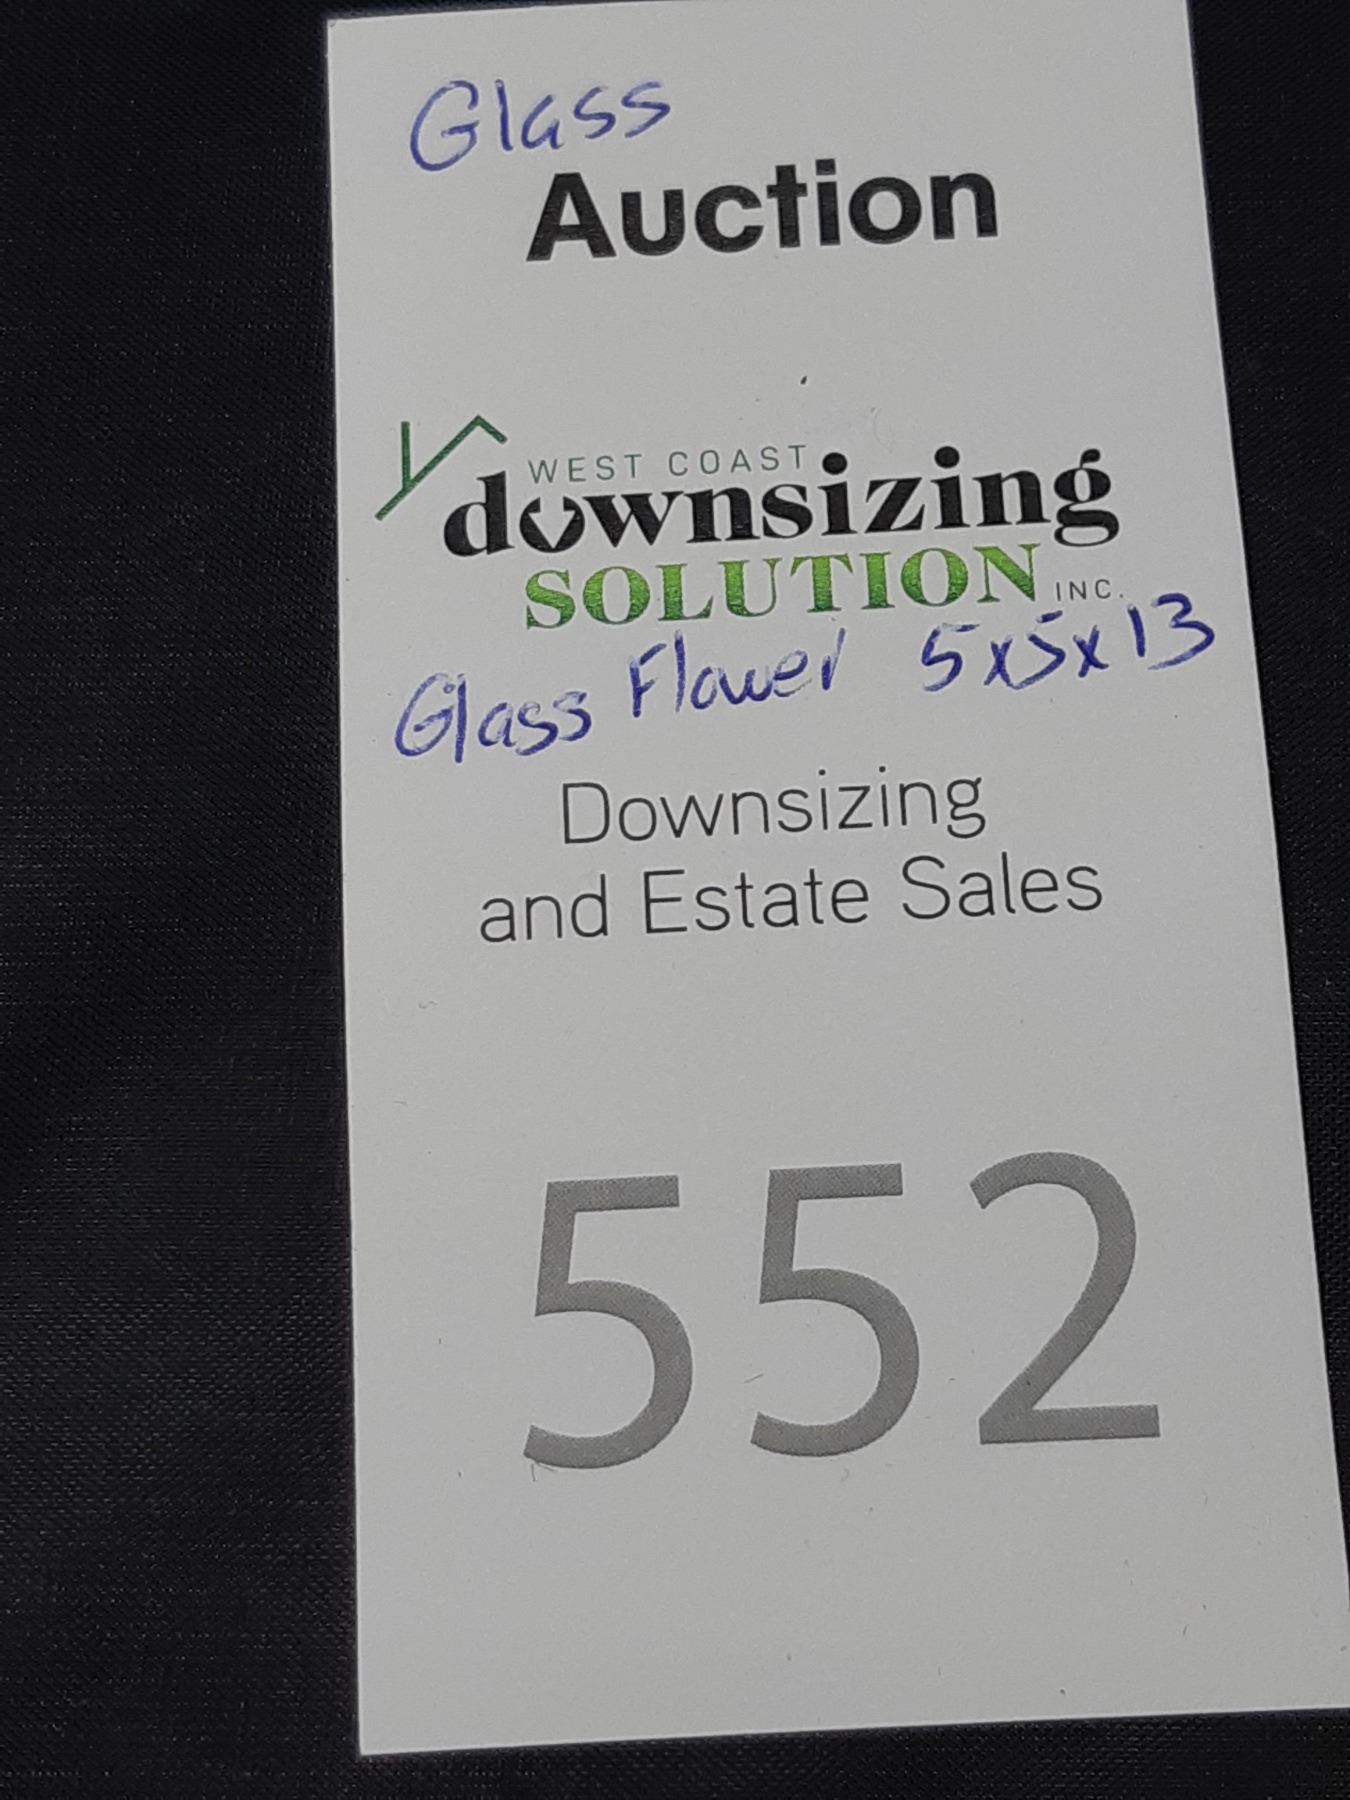 Glass
Auction
WEST COAST
downsizing
SOLUTION INC.
Glass Flower 5x5x13
Downsizing
and Estate Sales
552